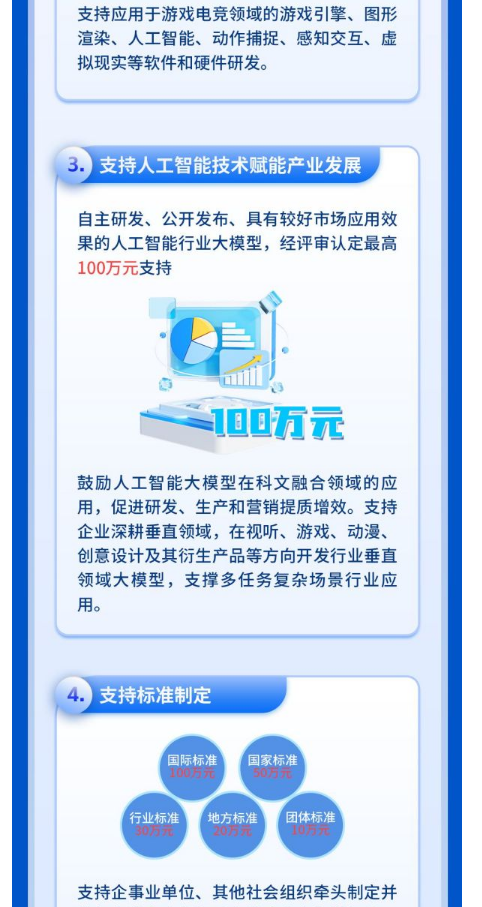 支持应用于游戏电竞领域的游戏引擎、图形
渲染、人工智能、动作捕捉、感知交互、虚
拟现实等软件和硬件研发。
3. 支持人工智能技术赋能产业发展
自主研发、公开发布、具有较好市场应用效
果的人工智能行业大模型，经评审认定最高
100万元支持
100万元
鼓励人工智能大模型在科文融合领域的应
用，促进研发、生产和营销提质增效。支持
企业深耕垂直领域，在视听、游戏、动漫、
创意设计及其衍生产品等方向开发行业垂直
领域大模型，支撑多任务复杂场景行业应
用。
4. 支持标准制定
国际标准
100万元
国家标准
50万元
行业标准
30万元
地方标准
20万元
团体标准
10万元
支持企事业单位、其他社会组织牵头制定并